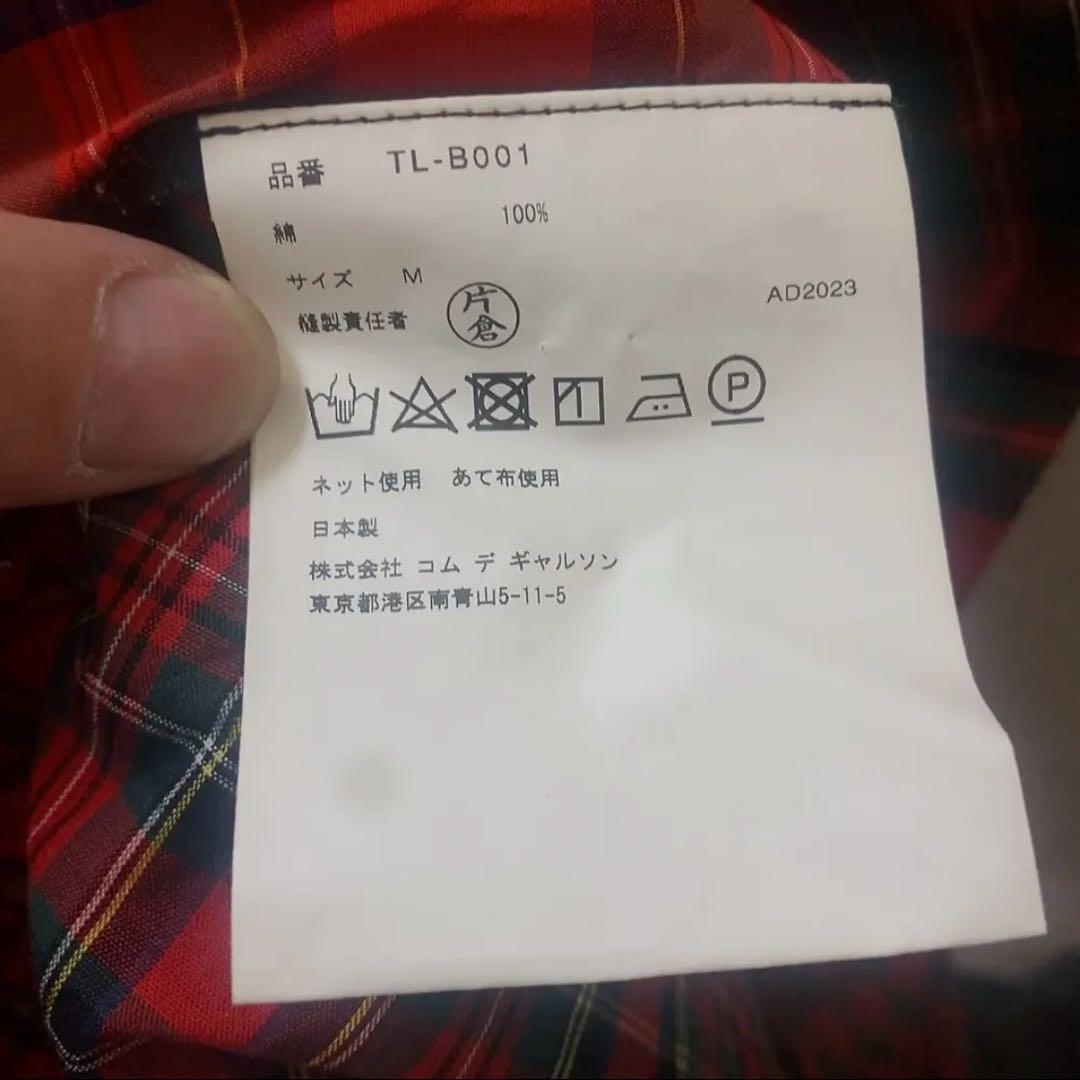 品番 TL-B001
綿 100%
サイズ M
AD2023
縫製責任者 片倉
P
ネット使用 あて布使用
日本製
株式会社 コム デ ギャルソン
東京都港区南青山5-11-5